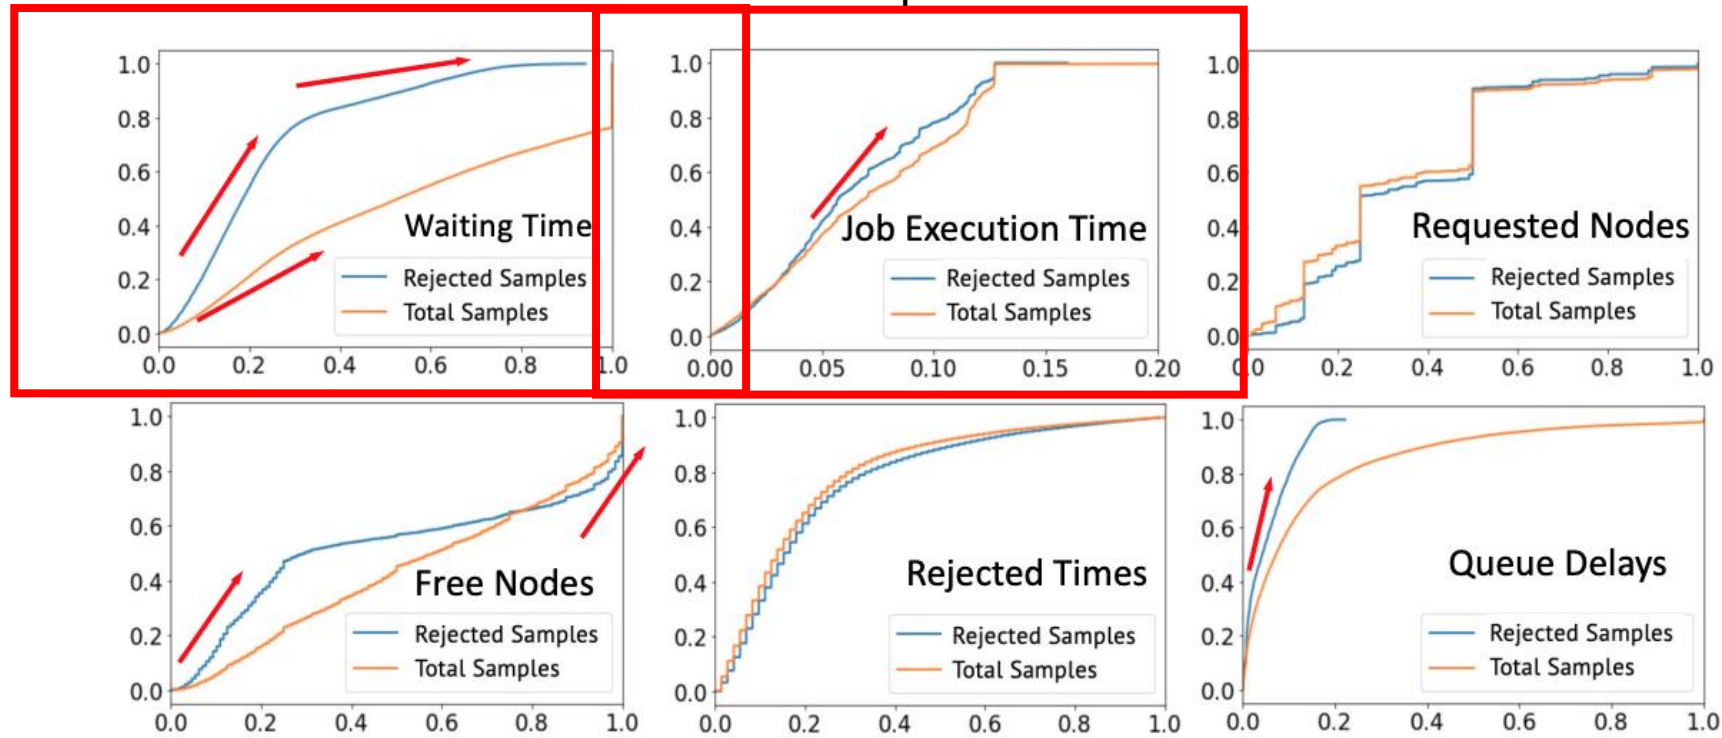 1.0
0.8
0.6
0.4
0.2
0.0
0.0 0.2 0.4 0.6 0.8 1.0
Waiting Time
Rejected Samples
Total Samples
1.0
0.8
0.6
0.4
0.2
0.0
0.00 0.05 0.10 0.15 0.20
Job Execution Time
Rejected Samples
Total Samples
1.0
0.8
0.6
0.4
0.2
0.0
0.0 0.2 0.4 0.6 0.8 1.0
Requested Nodes
Rejected Samples
Total Samples
1.0
0.8
0.6
0.4
0.2
0.0
0.0 0.2 0.4 0.6 0.8 1.0
Free Nodes
Rejected Samples
Total Samples
1.0
0.8
0.6
0.4
0.2
0.0
0.0 0.2 0.4 0.6 0.8 1.0
Rejected Times
Rejected Samples
Total Samples
1.0
0.8
0.6
0.4
0.2
0.0
0.0 0.2 0.4 0.6 0.8 1.0
Queue Delays
Rejected Samples
Total Samples